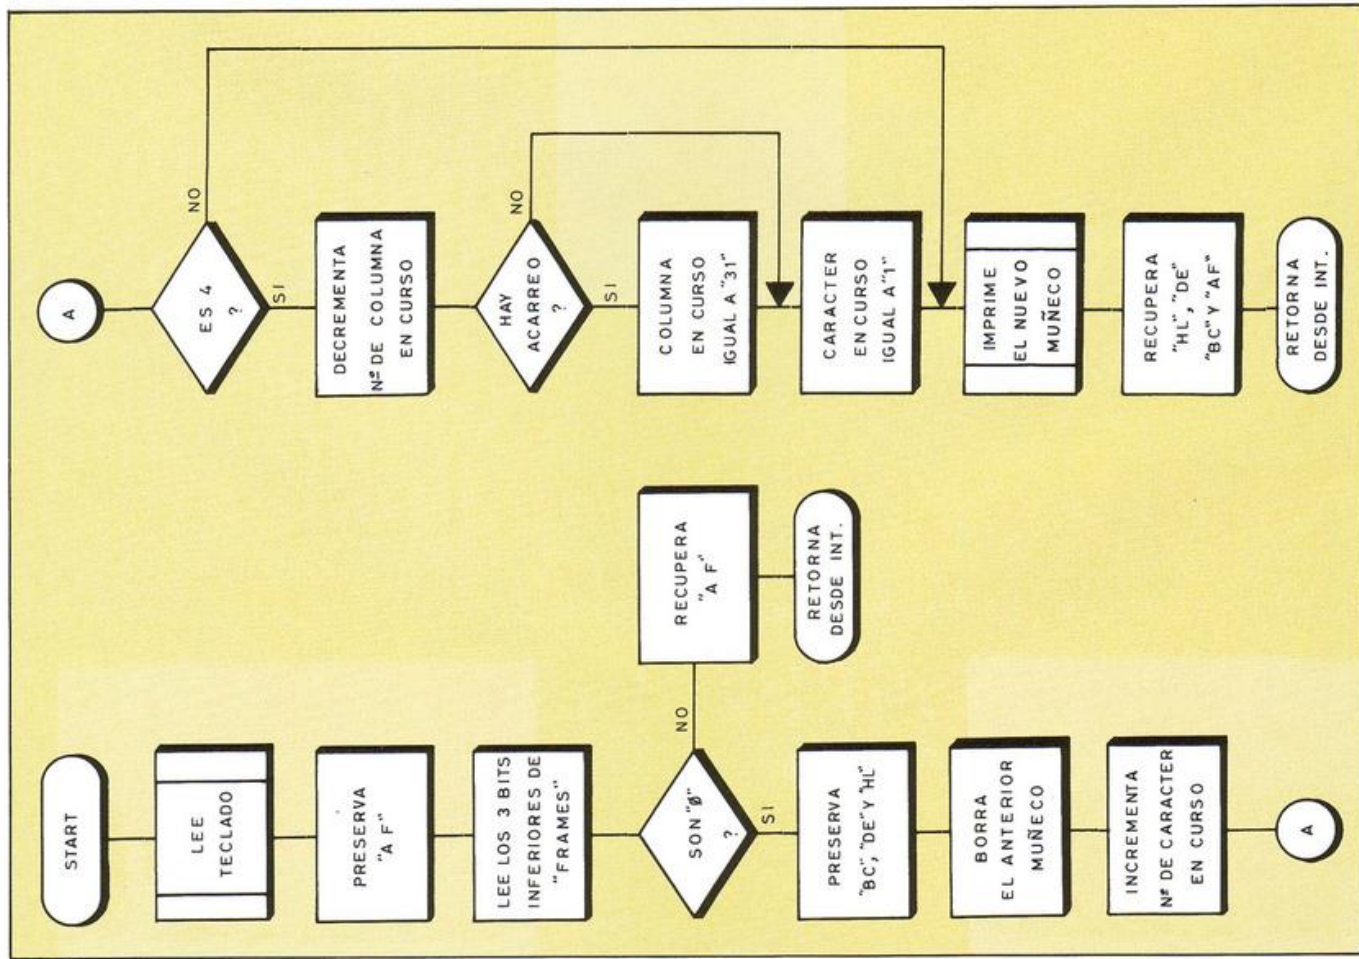 START
LEE
TECLADO
PRESERVA
"AF"
LEE LOS 3 BITS
INFERIORES DE
"FRAMES"
SON "Ø"
?
NO
SI
RECUPERA
"AF"
RETORNA
DESDE INT.
PRESERVA
"BC", "DE" Y "HL"
BORRA
EL ANTERIOR
MUÑECO
INCREMENTA
Nº DE CARACTER
EN CURSO
A
A
ES 4
?
NO
SI
DECREMENTA
Nº DE COLUMNA
EN CURSO
HAY
ACARREO
?
NO
SI
COLUMNA
EN CURSO
IGUAL A "31"
CARACTER
EN CURSO
IGUAL A "1"
IMPRIME
EL NUEVO
MUÑECO
RECUPERA
"HL", "DE"
"BC" Y "AF"
RETORNA
DESDE INT.